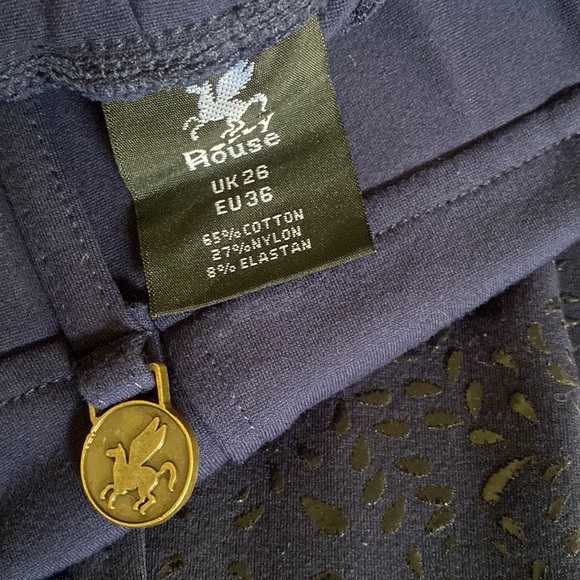 Rouse
UK 26
EU 36
65% COTTON
27% NYLON
8% ELASTAN